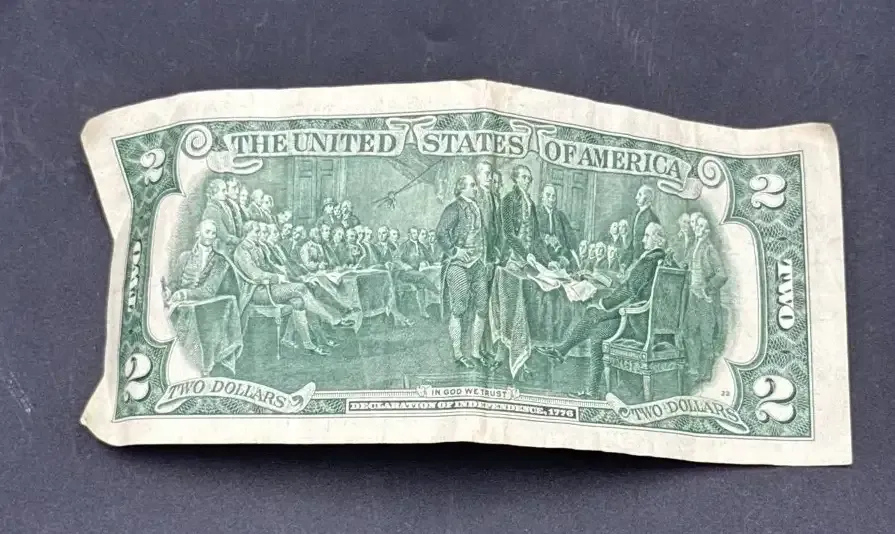 THE UNITED STATES OF AMERICA
2
2
TWO
TWO
2
2
TWO DOLLARS
IN GOD WE TRUST
DECLARATION OF INDEPENDENCE, 1776
TWO DOLLARS